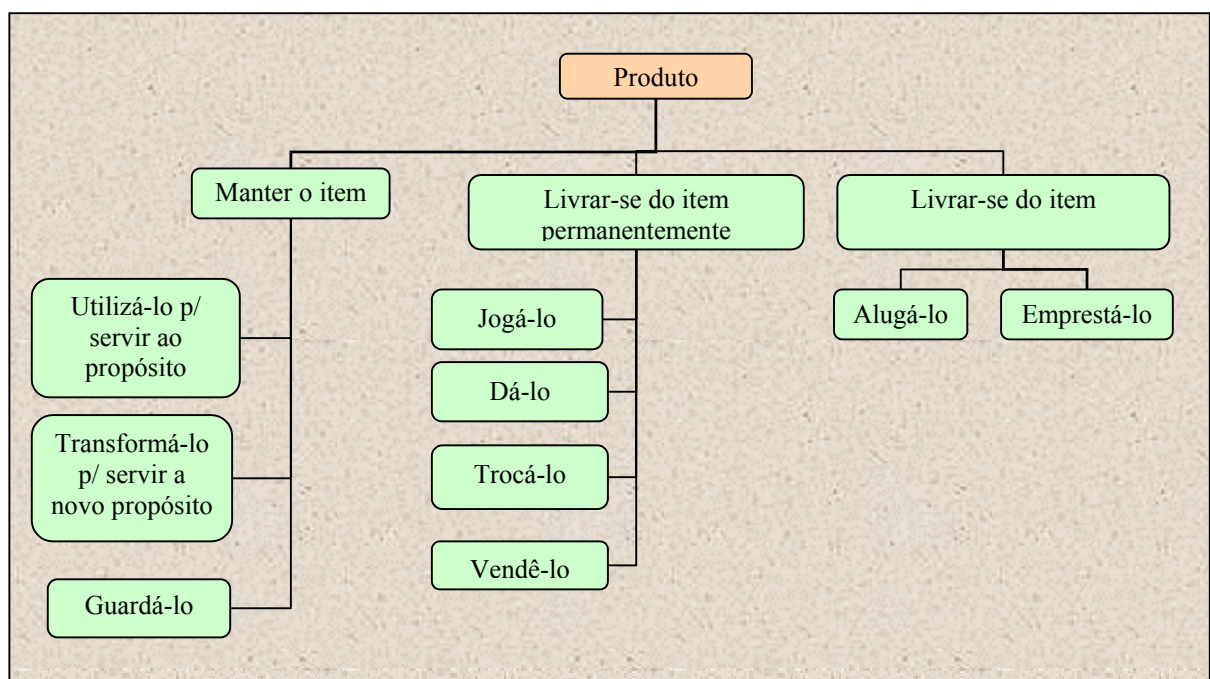 Produto
Manter o item
Utilizá-lo p/
servir ao
propósito
Transformá-lo
p/ servir a
novo propósito
Guardá-lo
Livrar-se do item
permanentemente
Jogá-lo
Dá-lo
Trocá-lo
Vendê-lo
Livrar-se do item
Alugá-lo
Emprestá-lo